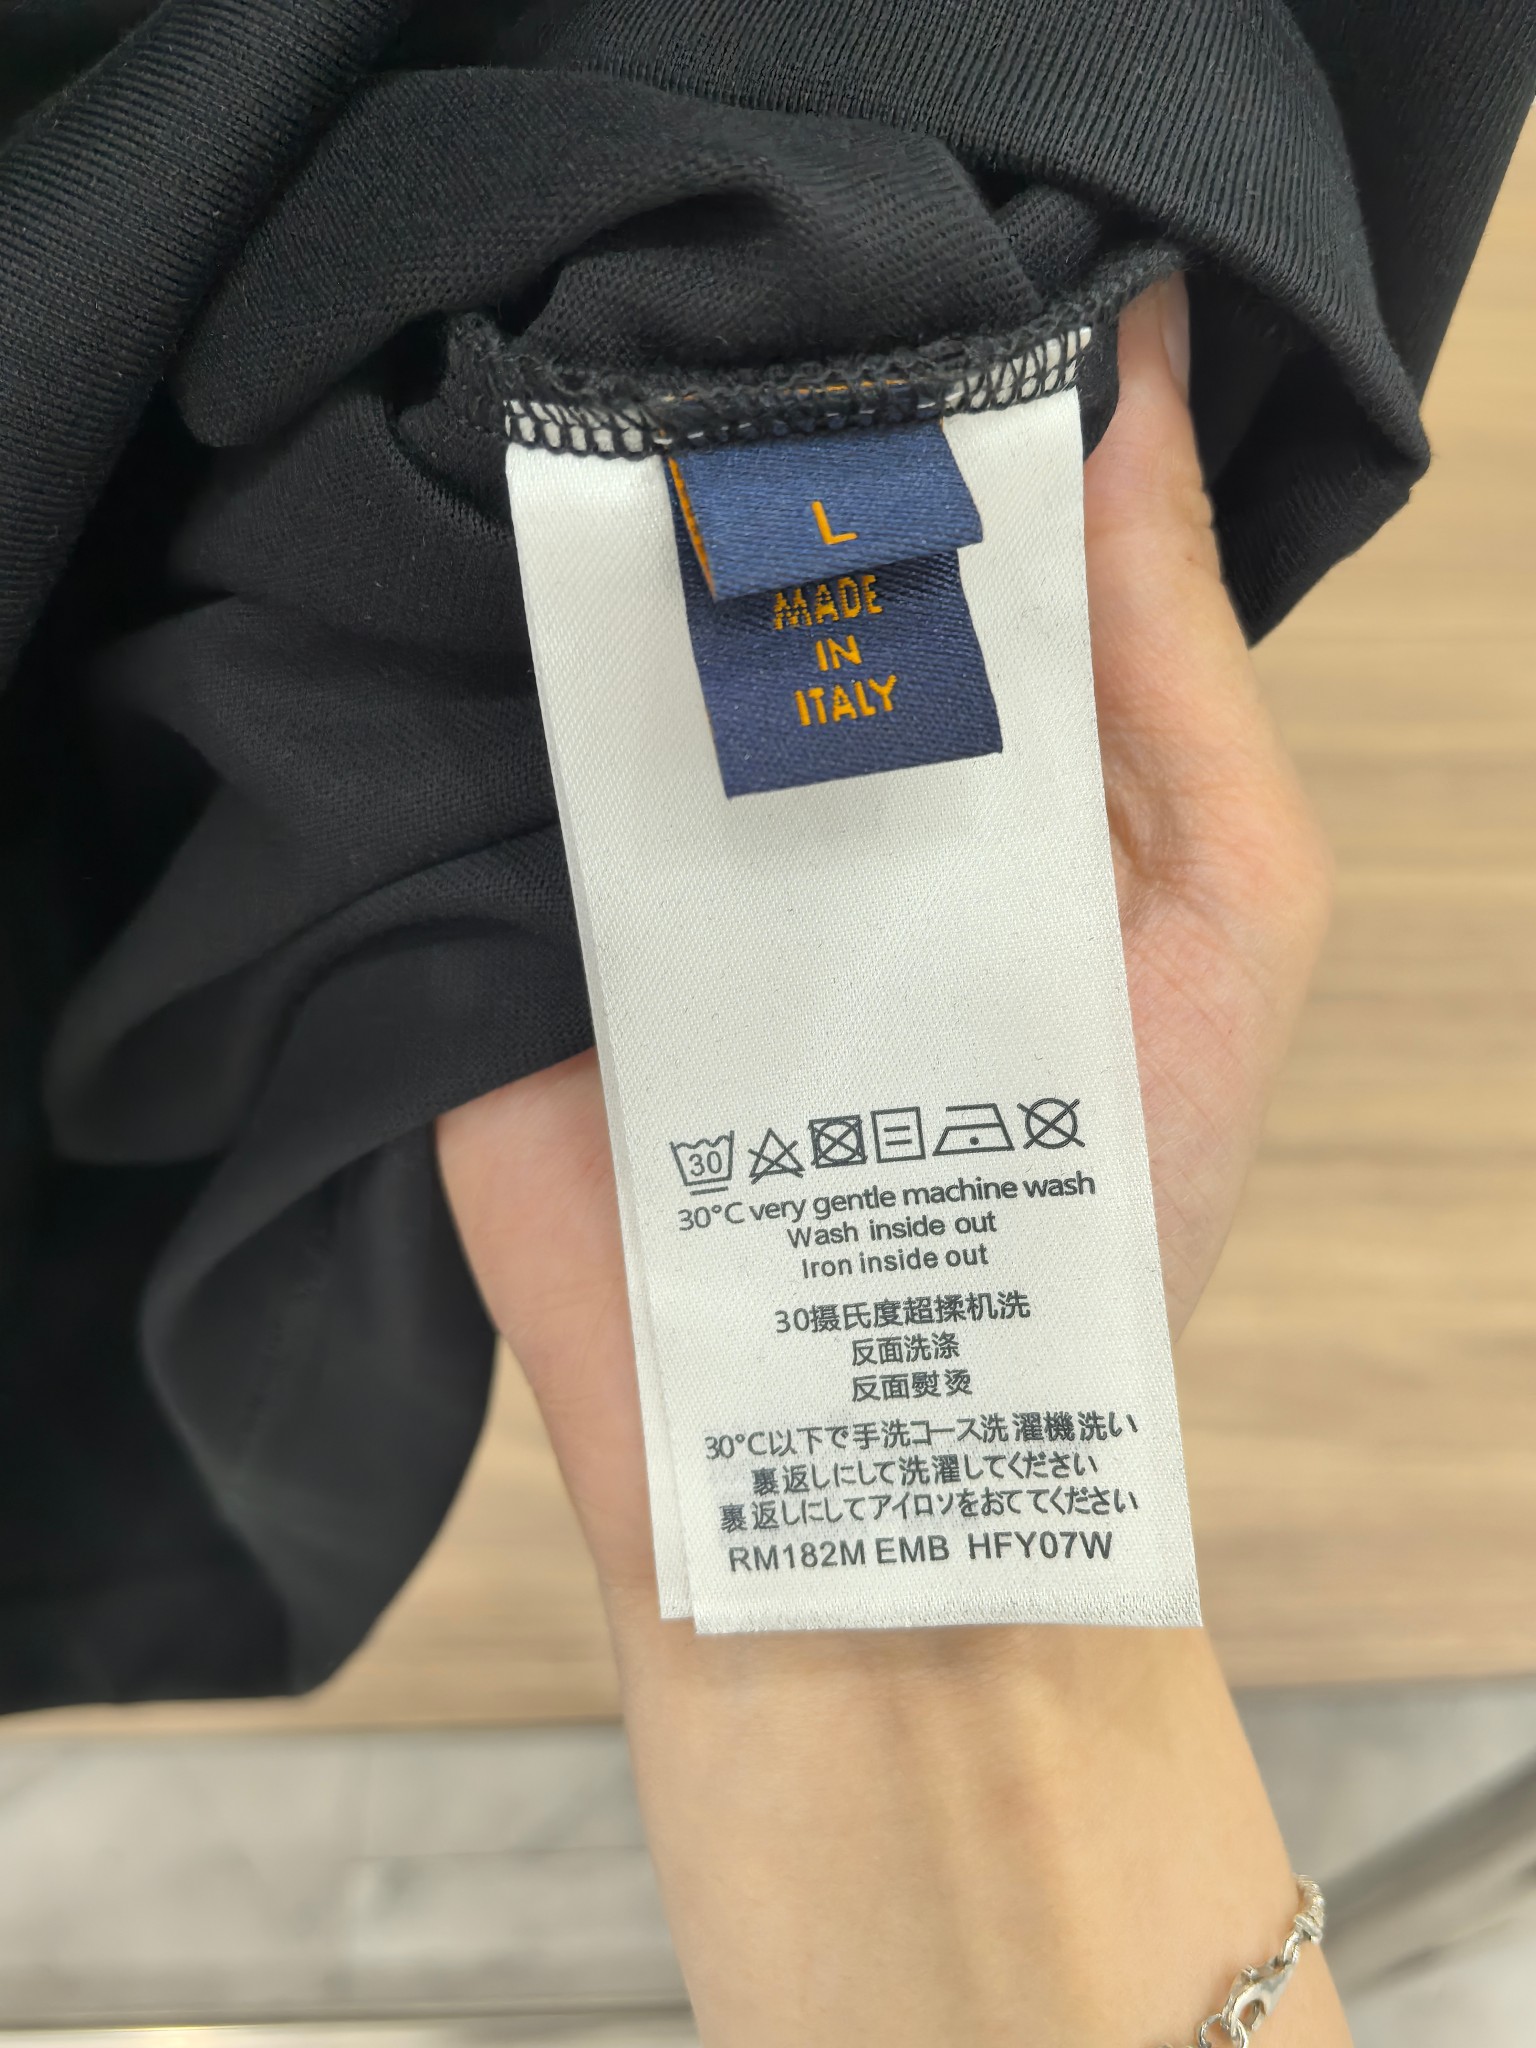 L
MADE
IN
ITALY
30
30°C very gentle machine wash
Wash inside out
Iron inside out
30摄氏度超揉机洗
反面洗涤
反面熨烫
30°C以下で手洗コース洗濯機洗い
裏返しにして洗濯してください
裏返しにしてアイロソをおててください
RM182M EMB HFY07W